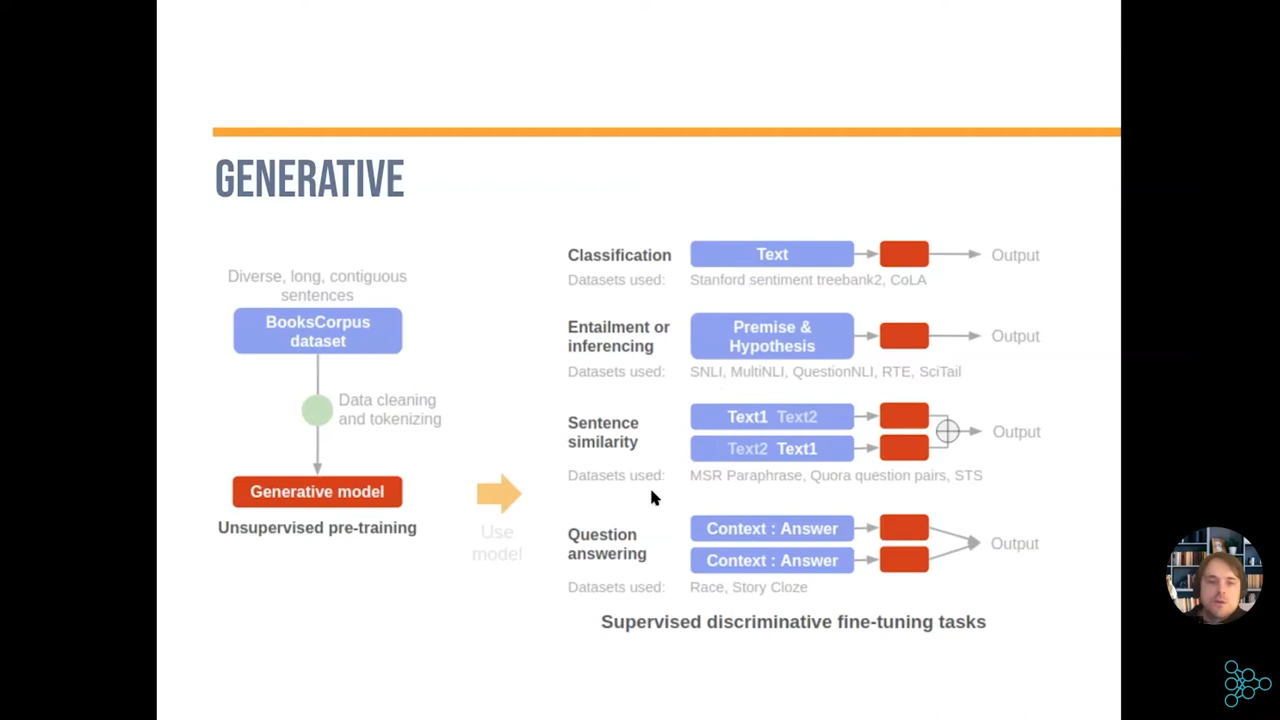 GENERATIVE
Diverse, long, contiguous
sentences
BooksCorpus
dataset
Data cleaning
and tokenizing
Generative model
Unsupervised pre-training
Use
model
Classification
Text
Output
Datasets used:
Stanford sentiment treebank2, CoLA
Entailment or
inferencing
Premise &
Hypothesis
Output
Datasets used:
SNLI, MultiNLI, QuestionNLI, RTE, SciTail
Sentence
similarity
Text1 Text2
Text2 Text1
Output
Datasets used:
MSR Paraphrase, Quora question pairs, STS
Question
answering
Context : Answer
Context : Answer
Output
Datasets used:
Race, Story Cloze
Supervised discriminative fine-tuning tasks